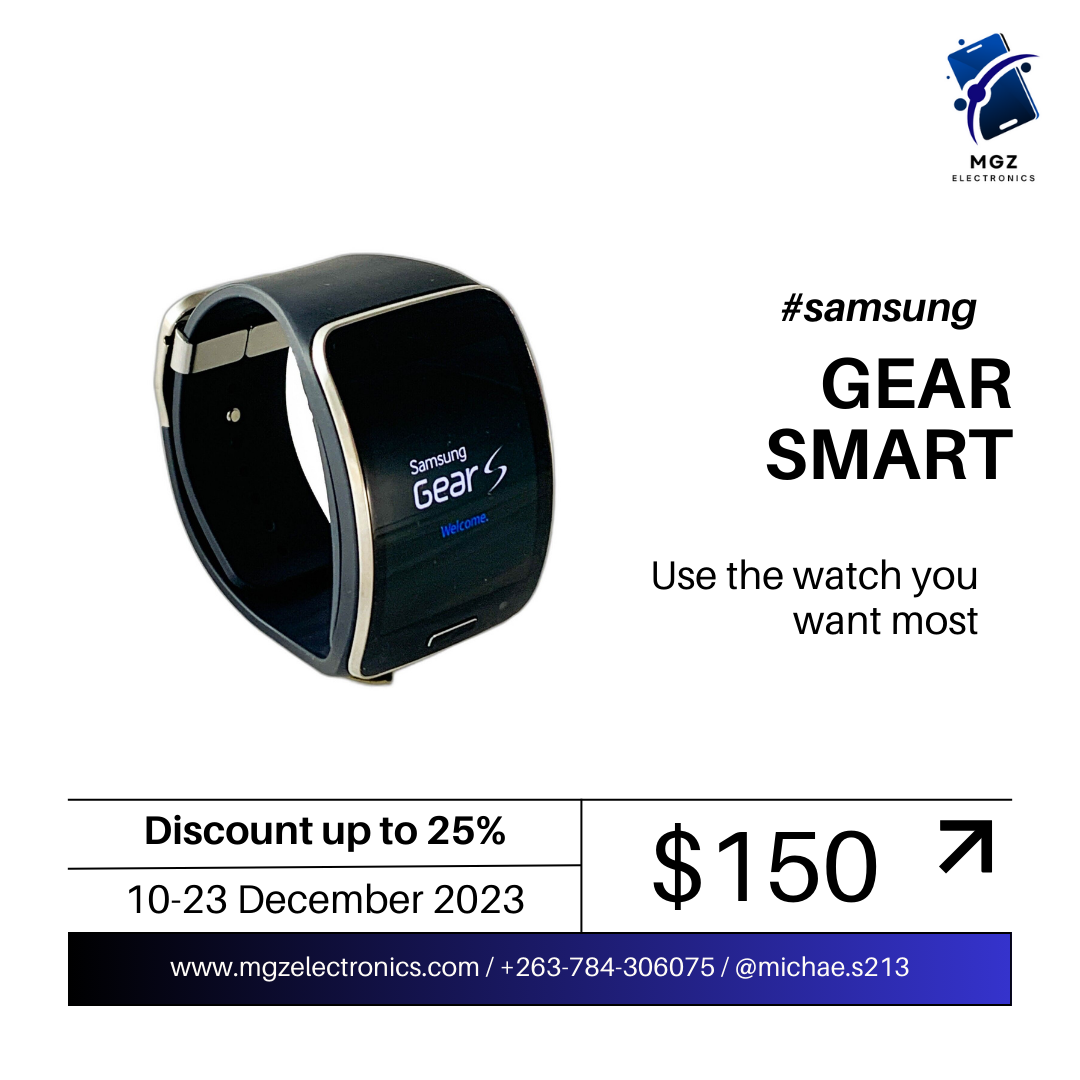 MGZ
ELECTRONICS
#samsung
GEAR
SMART
Samsung
Gear S
Welcome.
Use the watch you
want most
Discount up to 25%
10-23 December 2023
$150
www.mgzelectronics.com / +263-784-306075 / @michae.s213